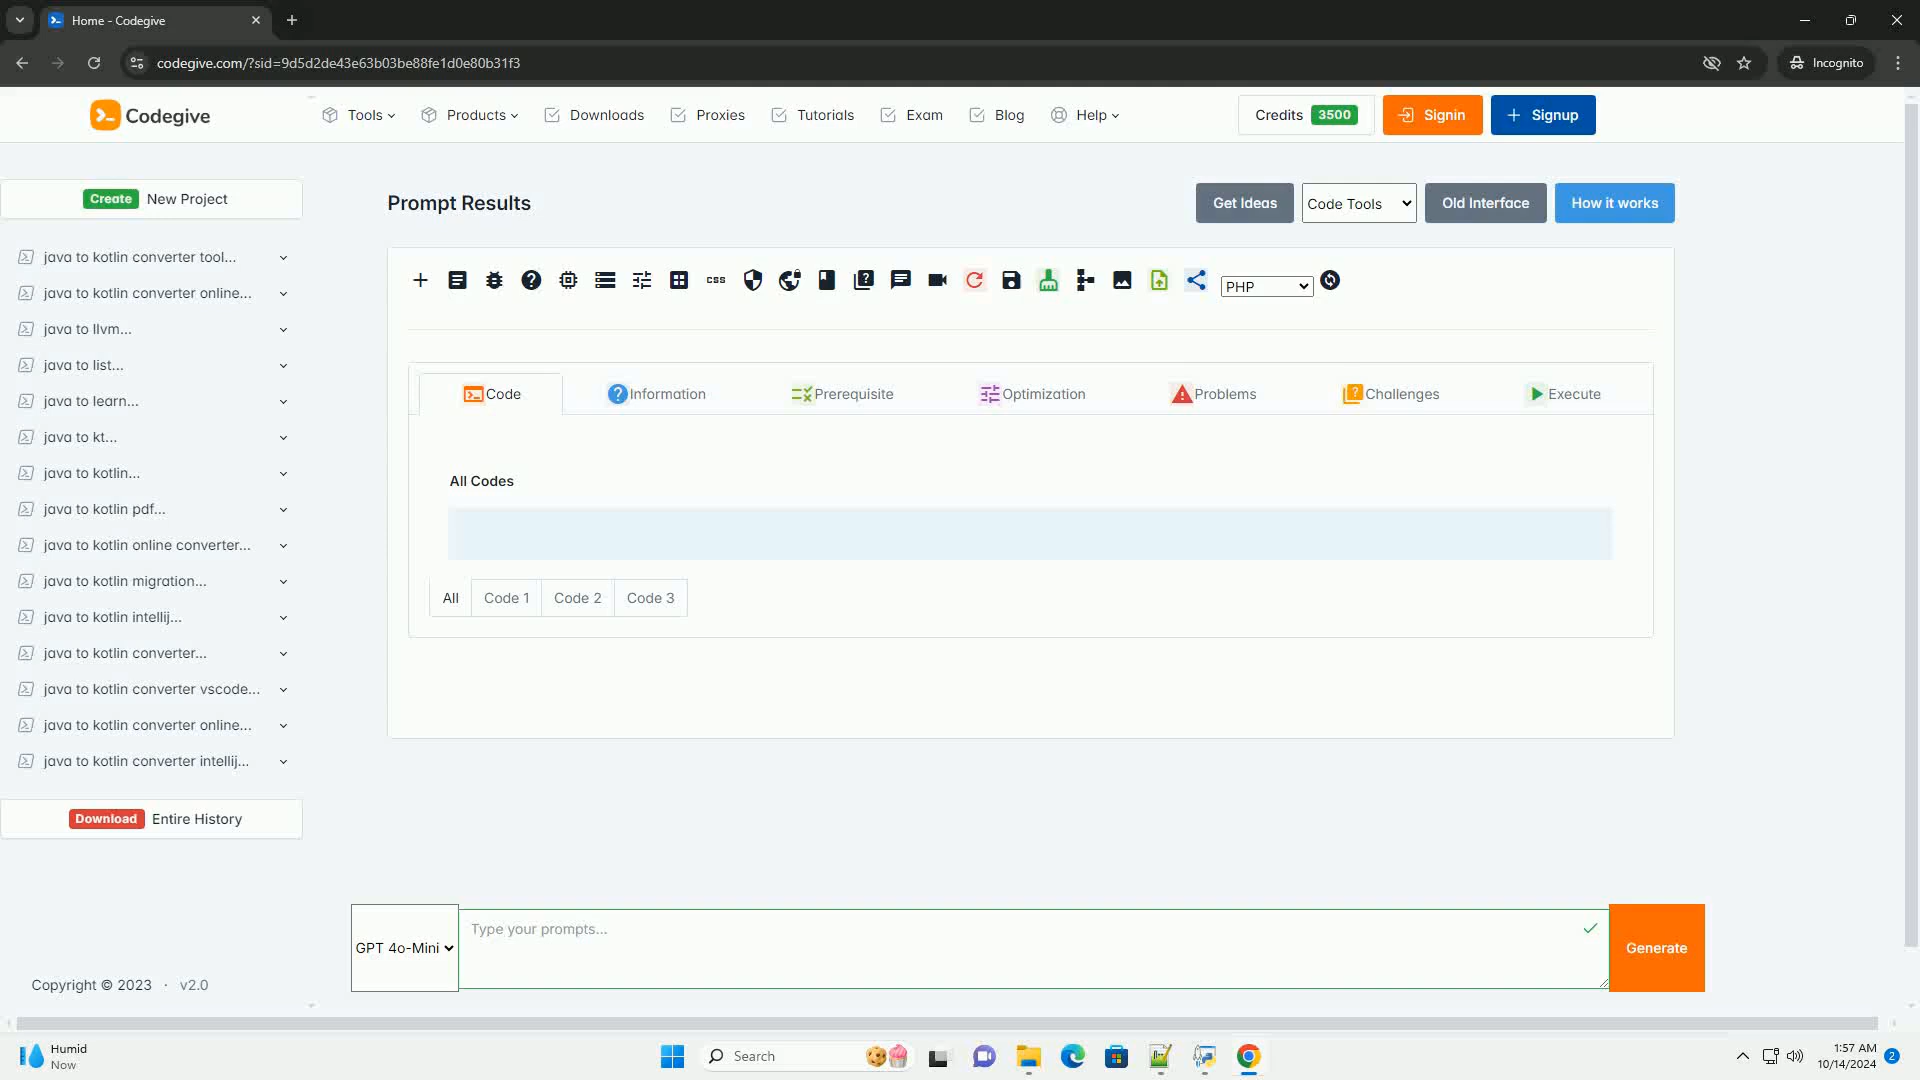 Home - Codegive
codegive.com/?sid=9d5d2de43e63b03be88fe1d0e80b31f3
Incognito
Codegive
Tools
Products
Downloads
Proxies
Tutorials
Exam
Blog
Help
Credits 3500
Signin
Signup
Create New Project
java to kotlin converter tool...
java to kotlin converter online...
java to llvm...
java to list...
java to learn...
java to kt...
java to kotlin...
java to kotlin pdf...
java to kotlin online converter...
java to kotlin migration...
java to kotlin intellij...
java to kotlin converter...
java to kotlin converter vscode...
java to kotlin converter online...
java to kotlin converter intellij...
Download Entire History
Copyright © 2023 · v2.0
Prompt Results
Get Ideas
Code Tools
Old Interface
How it works
CSS
PHP
Code
Information
Prerequisite
Optimization
Problems
Challenges
Execute
All Codes
All
Code 1
Code 2
Code 3
GPT 4o-Mini
Type your prompts...
Generate
Humid
Now
Search
1:57 AM
10/14/2024
2